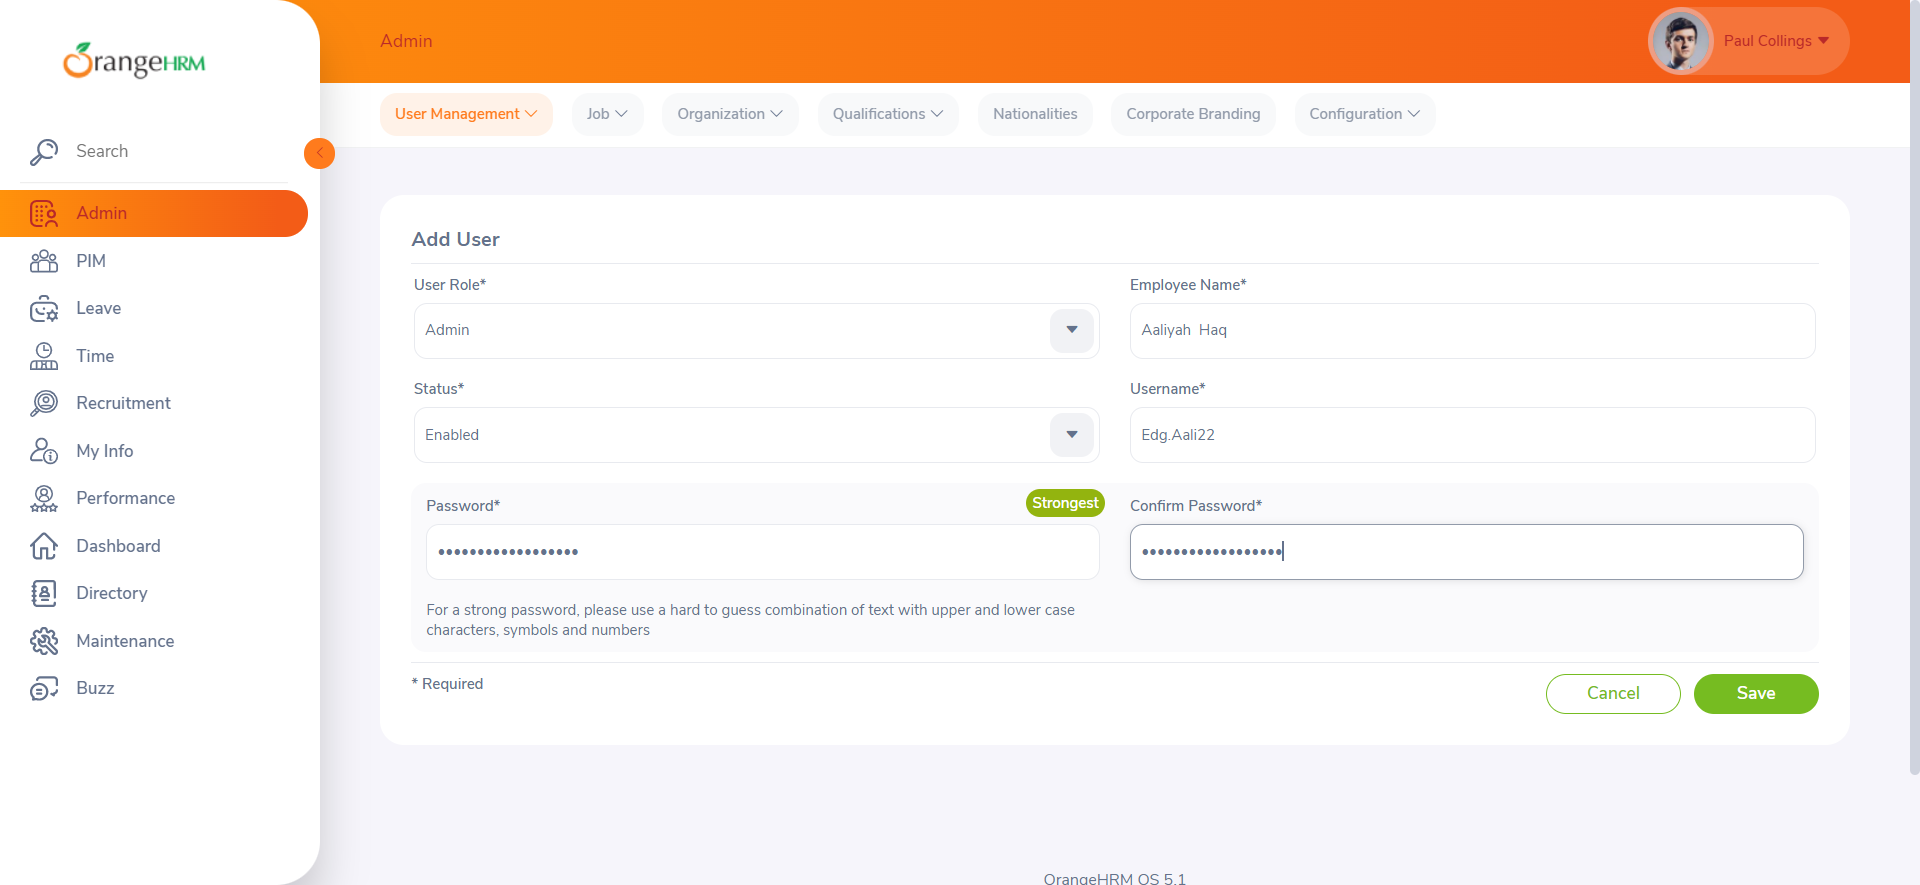 OrangeHRM
Search
Admin
PIM
Leave
Time
Recruitment
My Info
Performance
Dashboard
Directory
Maintenance
Buzz
Admin
Paul Collings
User Management
Job
Organization
Qualifications
Nationalities
Corporate Branding
Configuration
Add User
User Role*
Employee Name*
Admin
Aaliyah  Haq
Status*
Username*
Enabled
Edg.Aali22
Password*
Strongest
Confirm Password*
••••••••••••••••••
••••••••••••••••••
For a strong password, please use a hard to guess combination of text with upper and lower case
characters, symbols and numbers
* Required
Cancel
Save
OrangeHRM OS 5.1